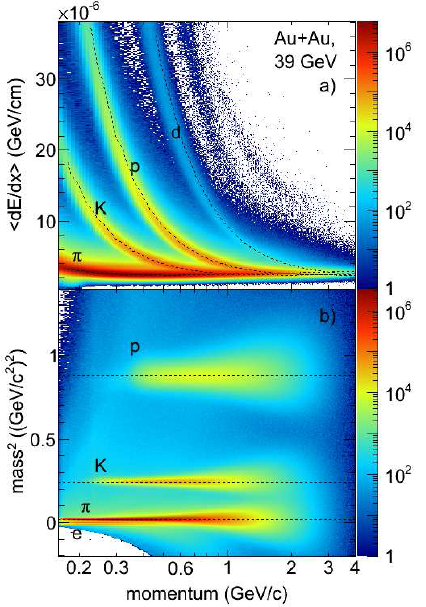 ×10⁻⁶
Au+Au,
39 GeV
a)
30
20
10
<dE/dx> (GeV/cm)
d
p
K
π
10⁶
10⁴
10²
1
b)
p
K
π
e
1
0.5
0
mass² ((GeV/c²)²)
10⁶
10⁴
10²
1
0.2 0.3 0.6 1 2 3 4
momentum (GeV/c)